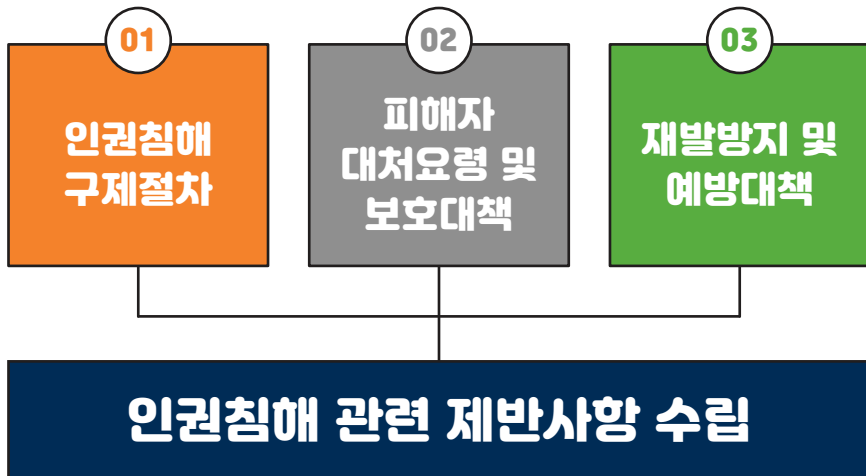 01
인권침해
구제절차
02
피해자
대처요령 및
보호대책
03
재발방지 및
예방대책
인권침해 관련 제반사항 수립